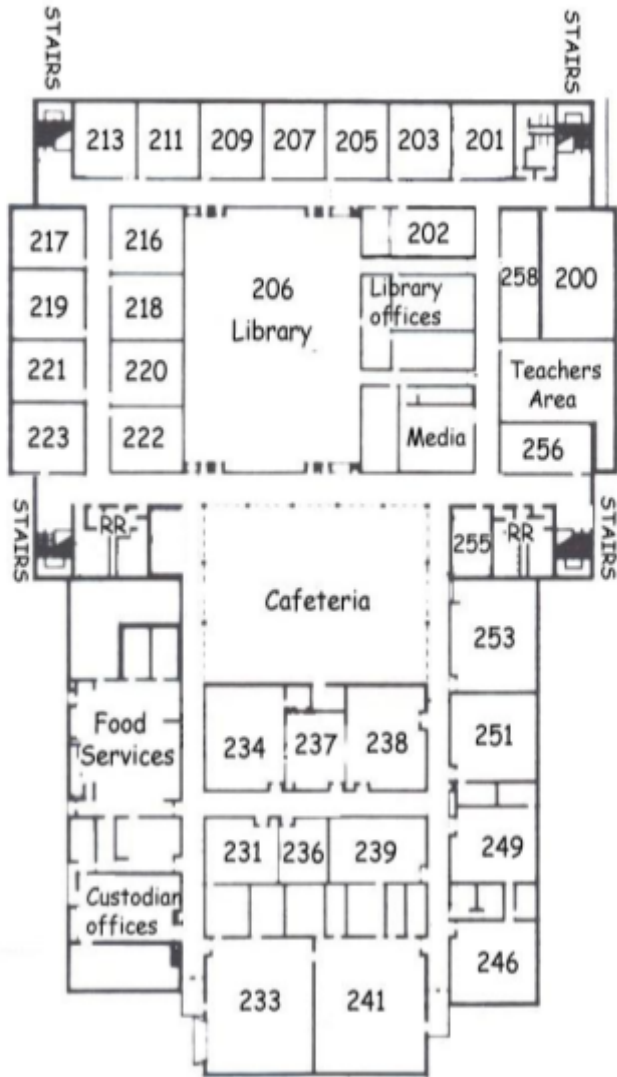 STAIRS
STAIRS
213 211 209 207 205 203 201
217 216 202 258 200
206
Library
Library
offices
219 218
221 220
Teachers
Area
223 222
Media
256
STAIRS
RR
255
RR
STAIRS
Cafeteria
253
Food
Services
234 237 238
251
231 236 239
249
Custodian
offices
233 241
246